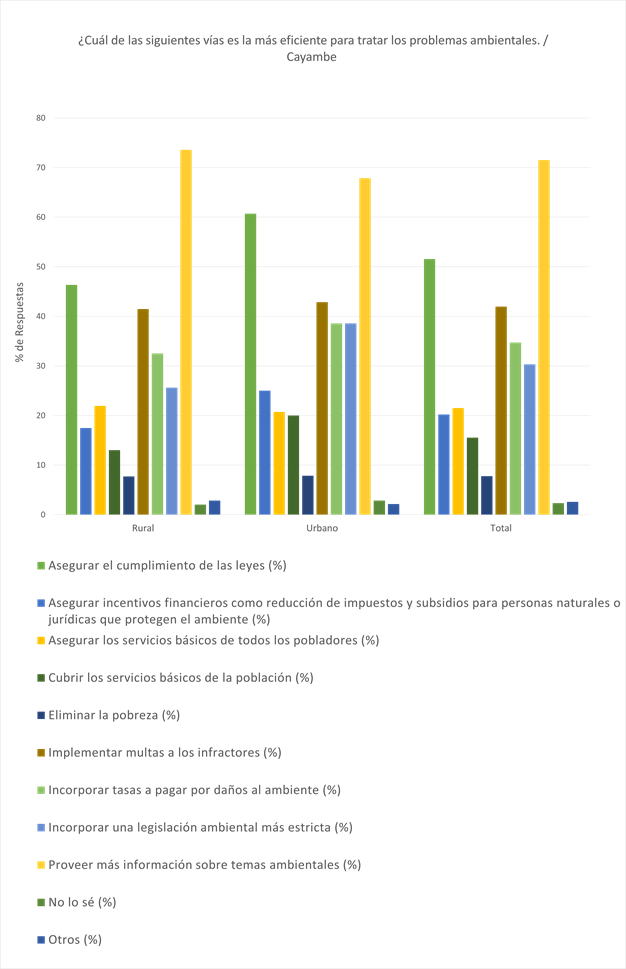 ¿Cuál de las siguientes vías es la más eficiente para tratar los problemas ambientales. /
Cayambe
80
70
60
50
40
30
20
10
0
% de Respuestas
Rural
Urbano
Total
Asegurar el cumplimiento de las leyes (%)
Asegurar incentivos financieros como reducción de impuestos y subsidios para personas naturales o
jurídicas que protegen el ambiente (%)
Asegurar los servicios básicos de todos los pobladores (%)
Cubrir los servicios básicos de la población (%)
Eliminar la pobreza (%)
Implementar multas a los infractores (%)
Incorporar tasas a pagar por daños al ambiente (%)
Incorporar una legislación ambiental más estricta (%)
Proveer más información sobre temas ambientales (%)
No lo sé (%)
Otros (%)